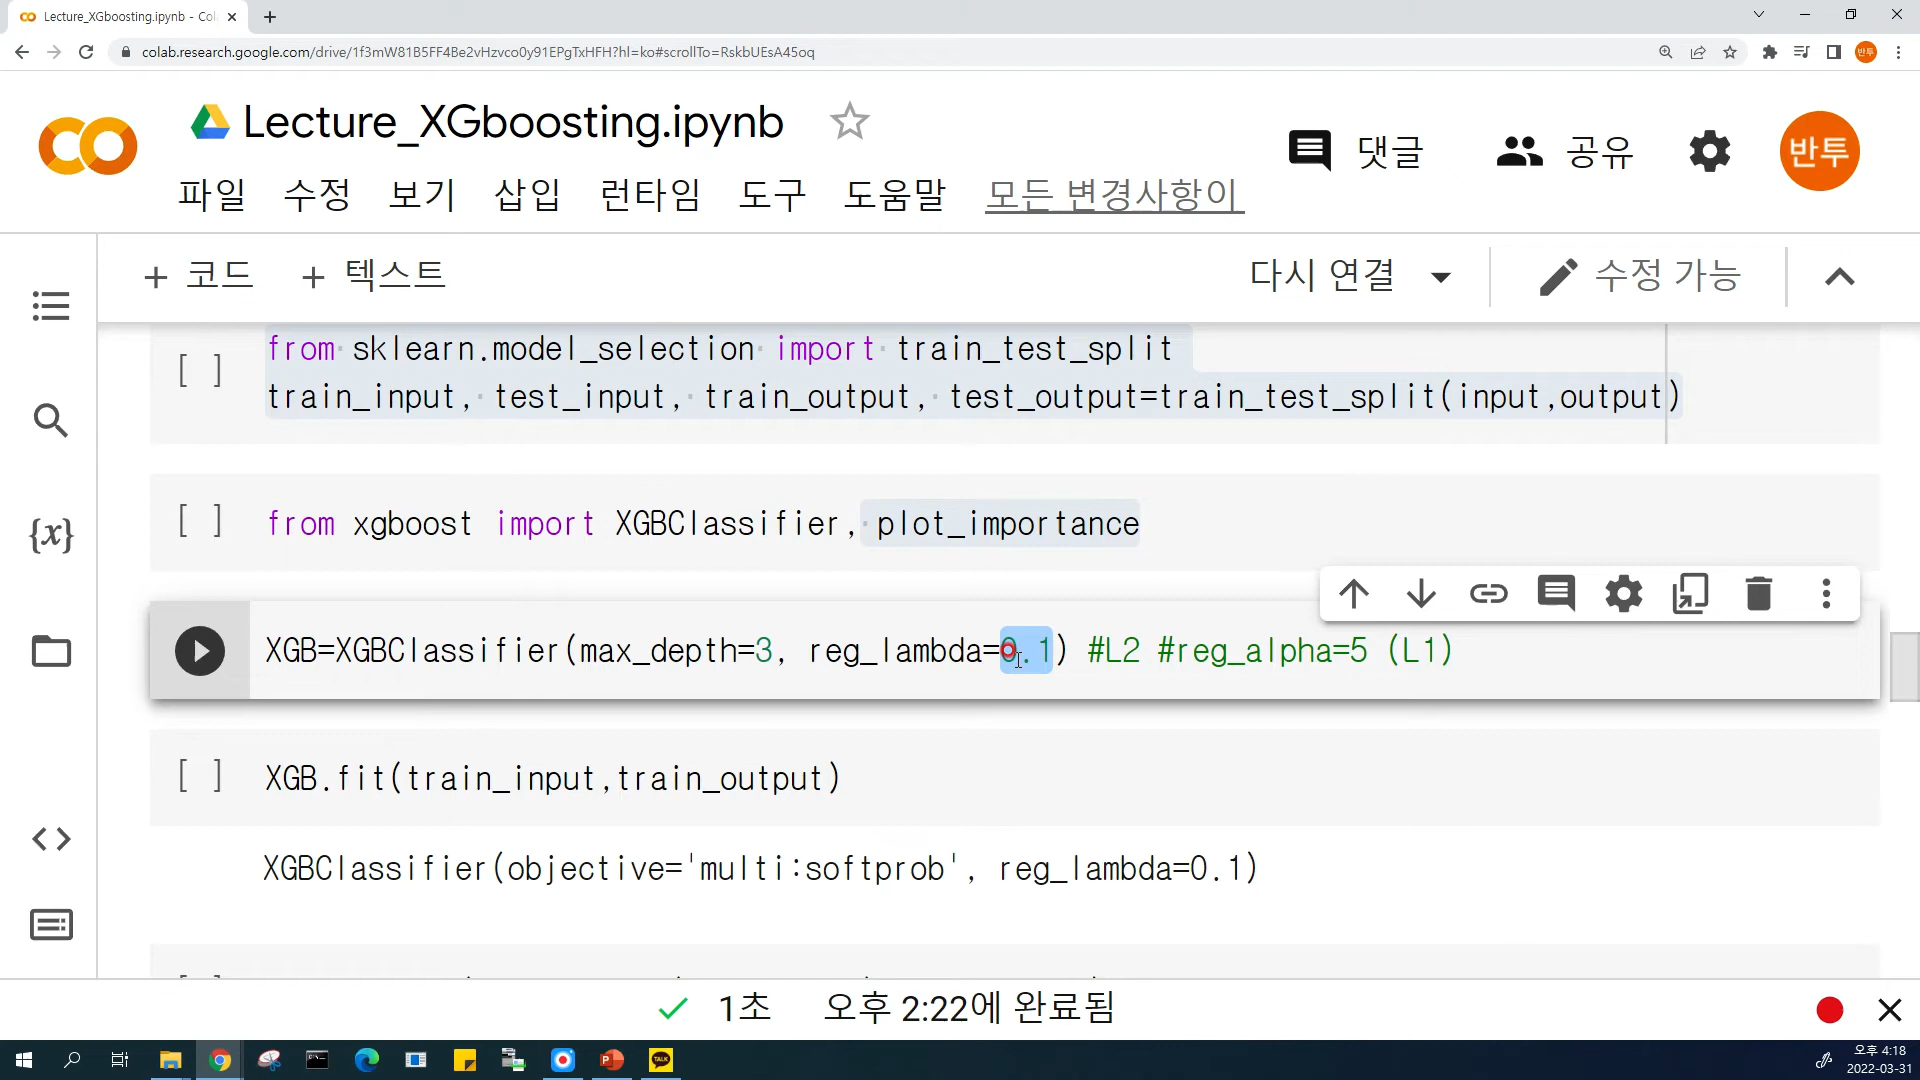 Lecture_XGboosting.ipynb - Col
colab.research.google.com/drive/1f3mW81B5FF4Be2vHzvco0y91EPgTxHFH?hl=ko#scrollTo=RskbUEsA45oq
반투
Lecture_XGboosting.ipynb
댓글
공유
반투
파일 수정 보기 삽입 런타임 도구 도움말 모든 변경사항이
+ 코드 + 텍스트
다시 연결
수정 가능
[ ] from sklearn.model_selection import train_test_split
train_input, test_input, train_output, test_output=train_test_split(input,output)
[ ] from xgboost import XGBClassifier, plot_importance
XGB=XGBClassifier(max_depth=3, reg_lambda=0.1) #L2 #reg_alpha=5 (L1)
{x}
[ ] XGB.fit(train_input,train_output)
XGBClassifier(objective='multi:softprob', reg_lambda=0.1)
1초 오후 2:22에 완료됨
TALK
오후 4:18
2022-03-31